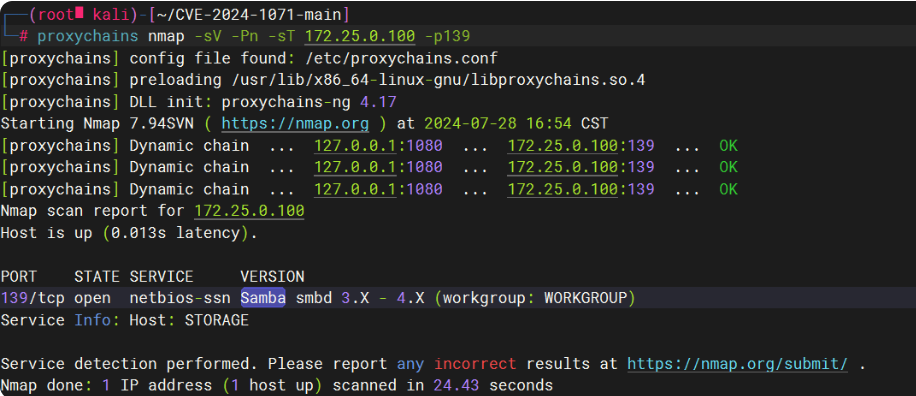 (root kali)-[~/CVE-2024-1071-main]
# proxychains nmap -sV -Pn -sT 172.25.0.100 -p139
[proxychains] config file found: /etc/proxychains.conf
[proxychains] preloading /usr/lib/x86_64-linux-gnu/libproxychains.so.4
[proxychains] DLL init: proxychains-ng 4.17
Starting Nmap 7.94SVN ( https://nmap.org ) at 2024-07-28 16:54 CST
[proxychains] Dynamic chain ... 127.0.0.1:1080 ... 172.25.0.100:139 ... OK
[proxychains] Dynamic chain ... 127.0.0.1:1080 ... 172.25.0.100:139 ... OK
[proxychains] Dynamic chain ... 127.0.0.1:1080 ... 172.25.0.100:139 ... OK
Nmap scan report for 172.25.0.100
Host is up (0.013s latency).
PORT STATE SERVICE VERSION
139/tcp open netbios-ssn Samba smbd 3.X - 4.X (workgroup: WORKGROUP)
Service Info: Host: STORAGE
Service detection performed. Please report any incorrect results at https://nmap.org/submit/ .
Nmap done: 1 IP address (1 host up) scanned in 24.43 seconds